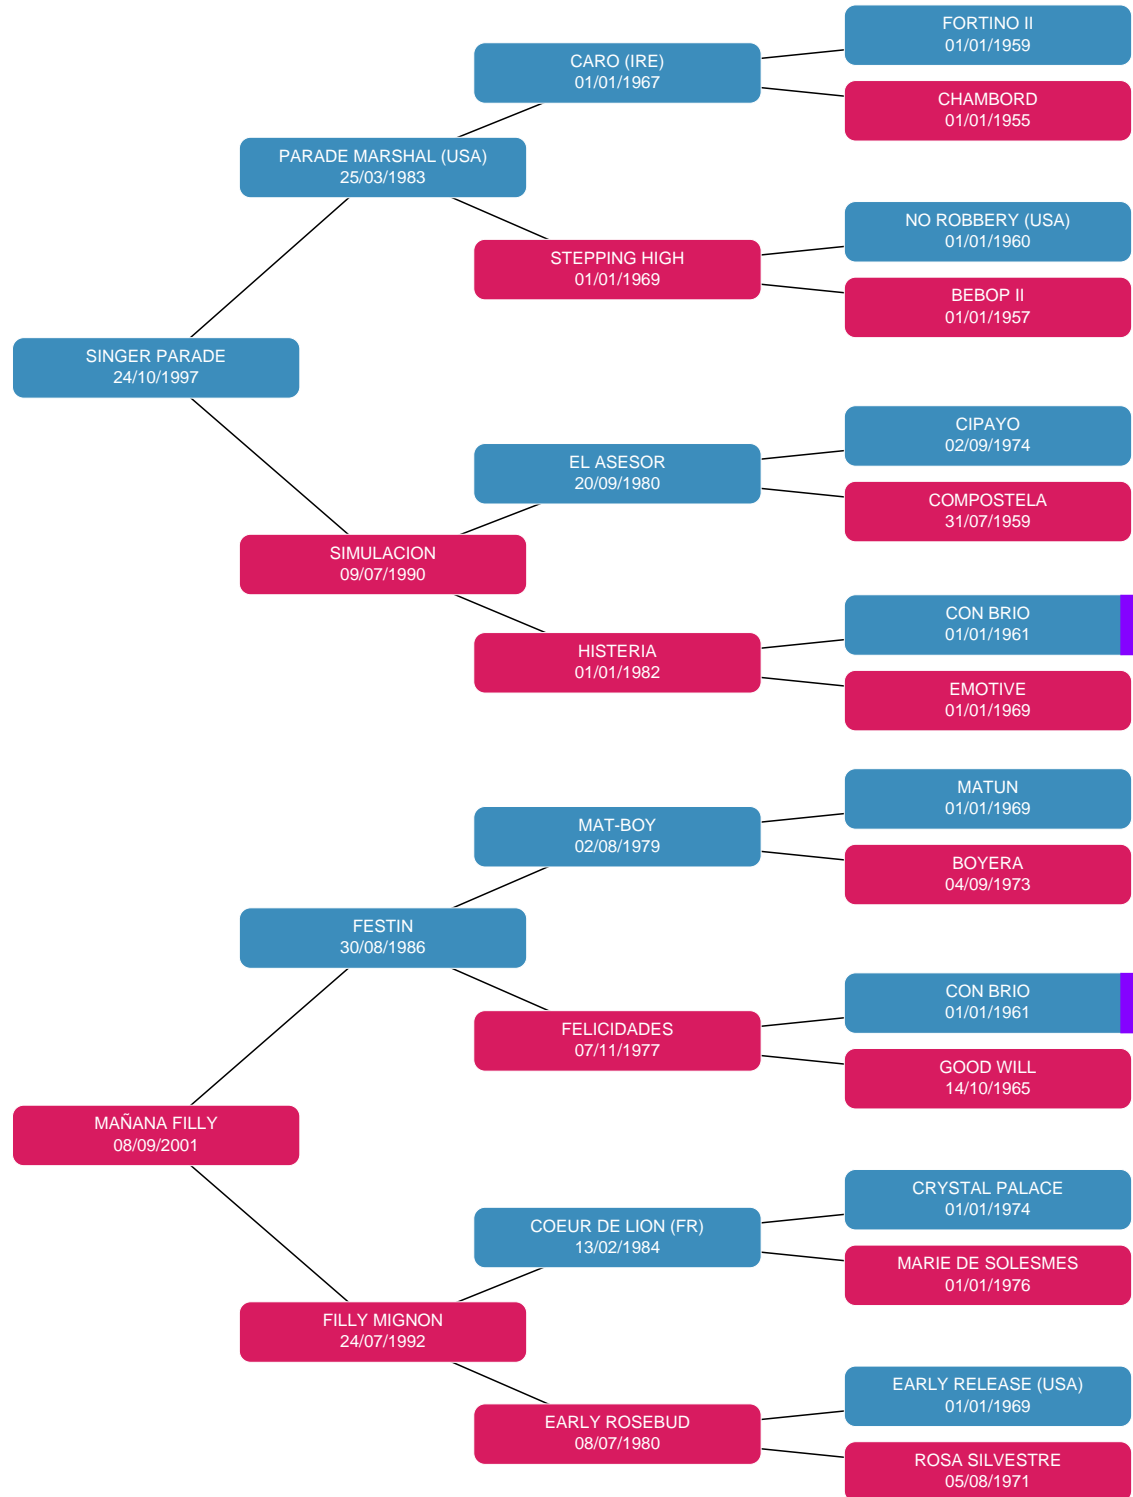 FORTINO II
01/01/1959
CARO (IRE)
01/01/1967
CHAMBORD
01/01/1955
PARADE MARSHAL (USA)
25/03/1983
NO ROBBERY (USA)
01/01/1960
STEPPING HIGH
01/01/1969
BEBOP II
01/01/1957
SINGER PARADE
24/10/1997
CIPAYO
02/09/1974
EL ASESOR
20/09/1980
COMPOSTELA
31/07/1959
SIMULACION
09/07/1990
CON BRIO
01/01/1961
HISTERIA
01/01/1982
EMOTIVE
01/01/1969
MATUN
01/01/1969
MAT-BOY
02/08/1979
BOYERA
04/09/1973
FESTIN
30/08/1986
CON BRIO
01/01/1961
FELICIDADES
07/11/1977
GOOD WILL
14/10/1965
MAÑANA FILLY
08/09/2001
CRYSTAL PALACE
01/01/1974
COEUR DE LION (FR)
13/02/1984
MARIE DE SOLESMES
01/01/1976
FILLY MIGNON
24/07/1992
EARLY RELEASE (USA)
01/01/1969
EARLY ROSEBUD
08/07/1980
ROSA SILVESTRE
05/08/1971